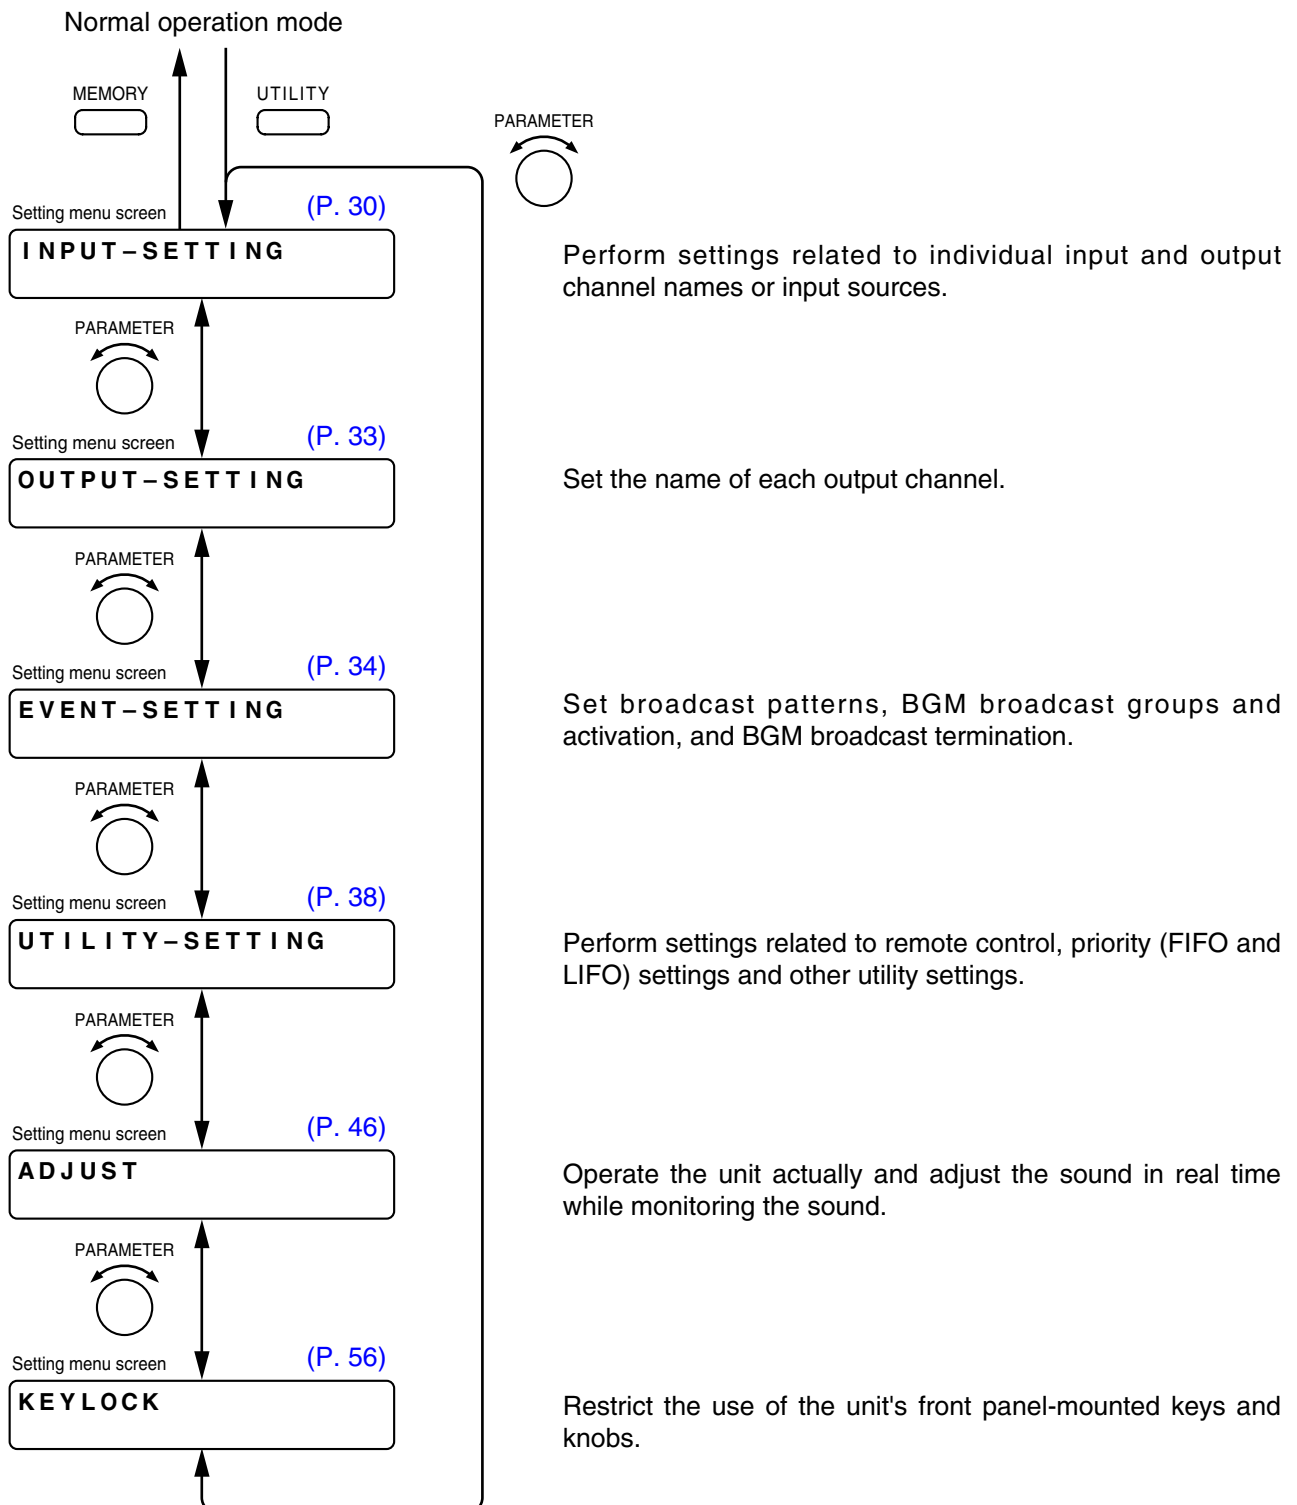 Normal operation mode
MEMORY
UTILITY
PARAMETER
Setting menu screen
(P. 30)
INPUT–SETTING
Perform settings related to individual input and output
channel names or input sources.
PARAMETER
Setting menu screen
(P. 33)
OUTPUT–SETTING
Set the name of each output channel.
PARAMETER
Setting menu screen
(P. 34)
EVENT–SETTING
Set broadcast patterns, BGM broadcast groups and
activation, and BGM broadcast termination.
PARAMETER
Setting menu screen
(P. 38)
UTILITY–SETTING
Perform settings related to remote control, priority (FIFO and
LIFO) settings and other utility settings.
PARAMETER
Setting menu screen
(P. 46)
ADJUST
Operate the unit actually and adjust the sound in real time
while monitoring the sound.
PARAMETER
Setting menu screen
(P. 56)
KEYLOCK
Restrict the use of the unit's front panel-mounted keys and
knobs.